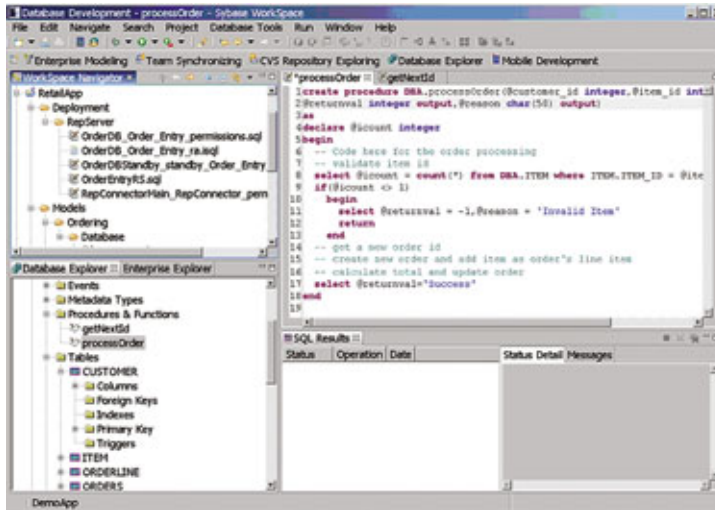 Database Development - processOrder - Sybase WorkSpace
File Edit Navigate Search Project Database Tools Run Window Help
Enterprise Modeling Team Synchronizing CVS Repository Exploring Database Explorer Mobile Development
WorkSpace Navigator
RetailApp
Deployment
RepServer
OrderDB_Order_Entry_permissions.sql
OrderDB_Order_Entry_ra.isql
OrderDBStandby_standby_Order_Entry
OrderEntryRS.sql
RepConnectorMain_RepConnector_perm
Models
Ordering
Database
*processOrder getNextId
1 create procedure DBA.processOrder(@customer_id integer,@item_id int
2 @returnval integer output,@reason char(50) output)
3 as
4 declare @icount integer
5 begin
6 -- Code here for the order processing
7 -- validate item id
8 select @icount = count(*) from DBA.ITEM where ITEM.ITEM_ID = @ite
9 if(@icount <> 1)
10 begin
11 select @returnval = -1,@reason = 'Invalid Item'
12 return
13 end
14 -- get a new order id
15 -- create new order and add item as order's line item
16 -- calculate total and update order
17 select @returnval="Success"
18 end
19
Database Explorer Enterprise Explorer
Events
Metadata Types
Procedures & Functions
getNextId
processOrder
Tables
CUSTOMER
Columns
Foreign Keys
Indexes
Primary Key
Triggers
ITEM
ORDERLINE
ORDERS
SQL Results
Status Operation Date Status Detail Messages
DemoApp